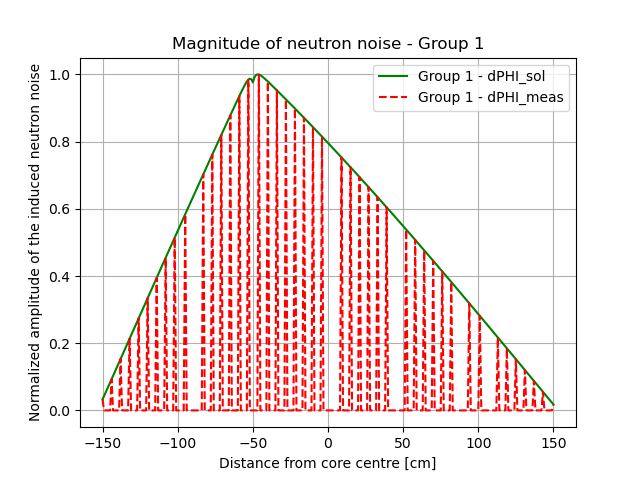 Magnitude of neutron noise - Group 1
Normalized amplitude of the induced neutron noise
1.0
0.8
0.6
0.4
0.2
0.0
Group 1 - dPHI_sol
Group 1 - dPHI_meas
−150 −100 −50 0 50 100 150
Distance from core centre [cm]